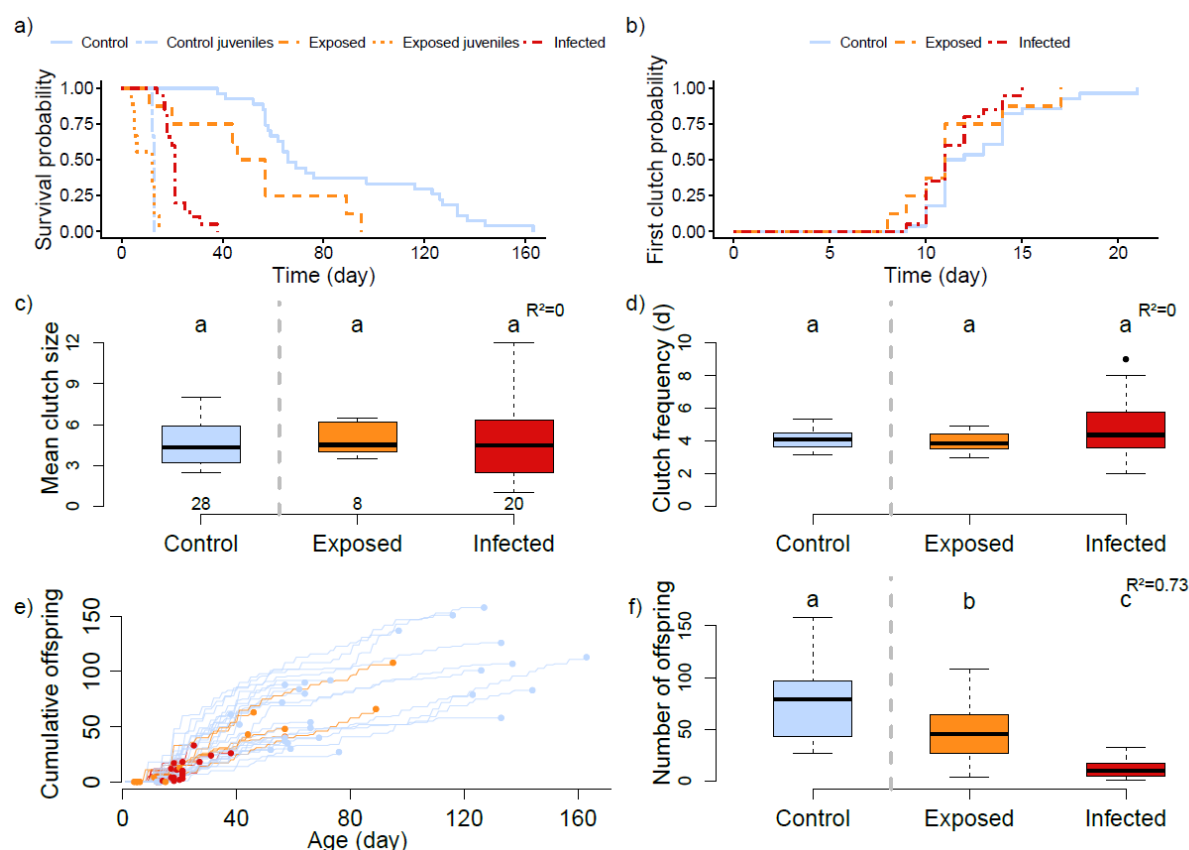 a)
Control Control juveniles Exposed Exposed juveniles Infected
Survival probability
1.00
0.75
0.50
0.25
0.00
0 40 80 120 160
Time (day)
b)
Control Exposed Infected
First clutch probability
1.00
0.75
0.50
0.25
0.00
0 5 10 15 20
Time (day)
c)
R²=0
a a a
Mean clutch size
12
9
6
3
0
28 8 20
Control Exposed Infected
d)
R²=0
a a a
Clutch frequency (d)
10
8
6
4
2
0
Control Exposed Infected
e)
Cumulative offspring
150
100
50
0
0 40 80 120 160
Age (day)
f)
R²=0.73
a b c
Number of offspring
150
100
50
0
Control Exposed Infected